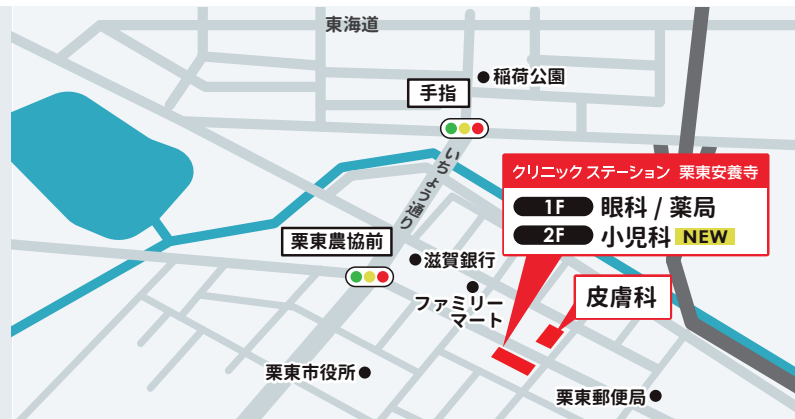 東海道
稲荷公園
手指
いちょう通り
クリニックステーション 栗東安養寺
1F 眼科 / 薬局
2F 小児科 NEW
栗東農協前
滋賀銀行
ファミリー
マート
皮膚科
栗東市役所
栗東郵便局